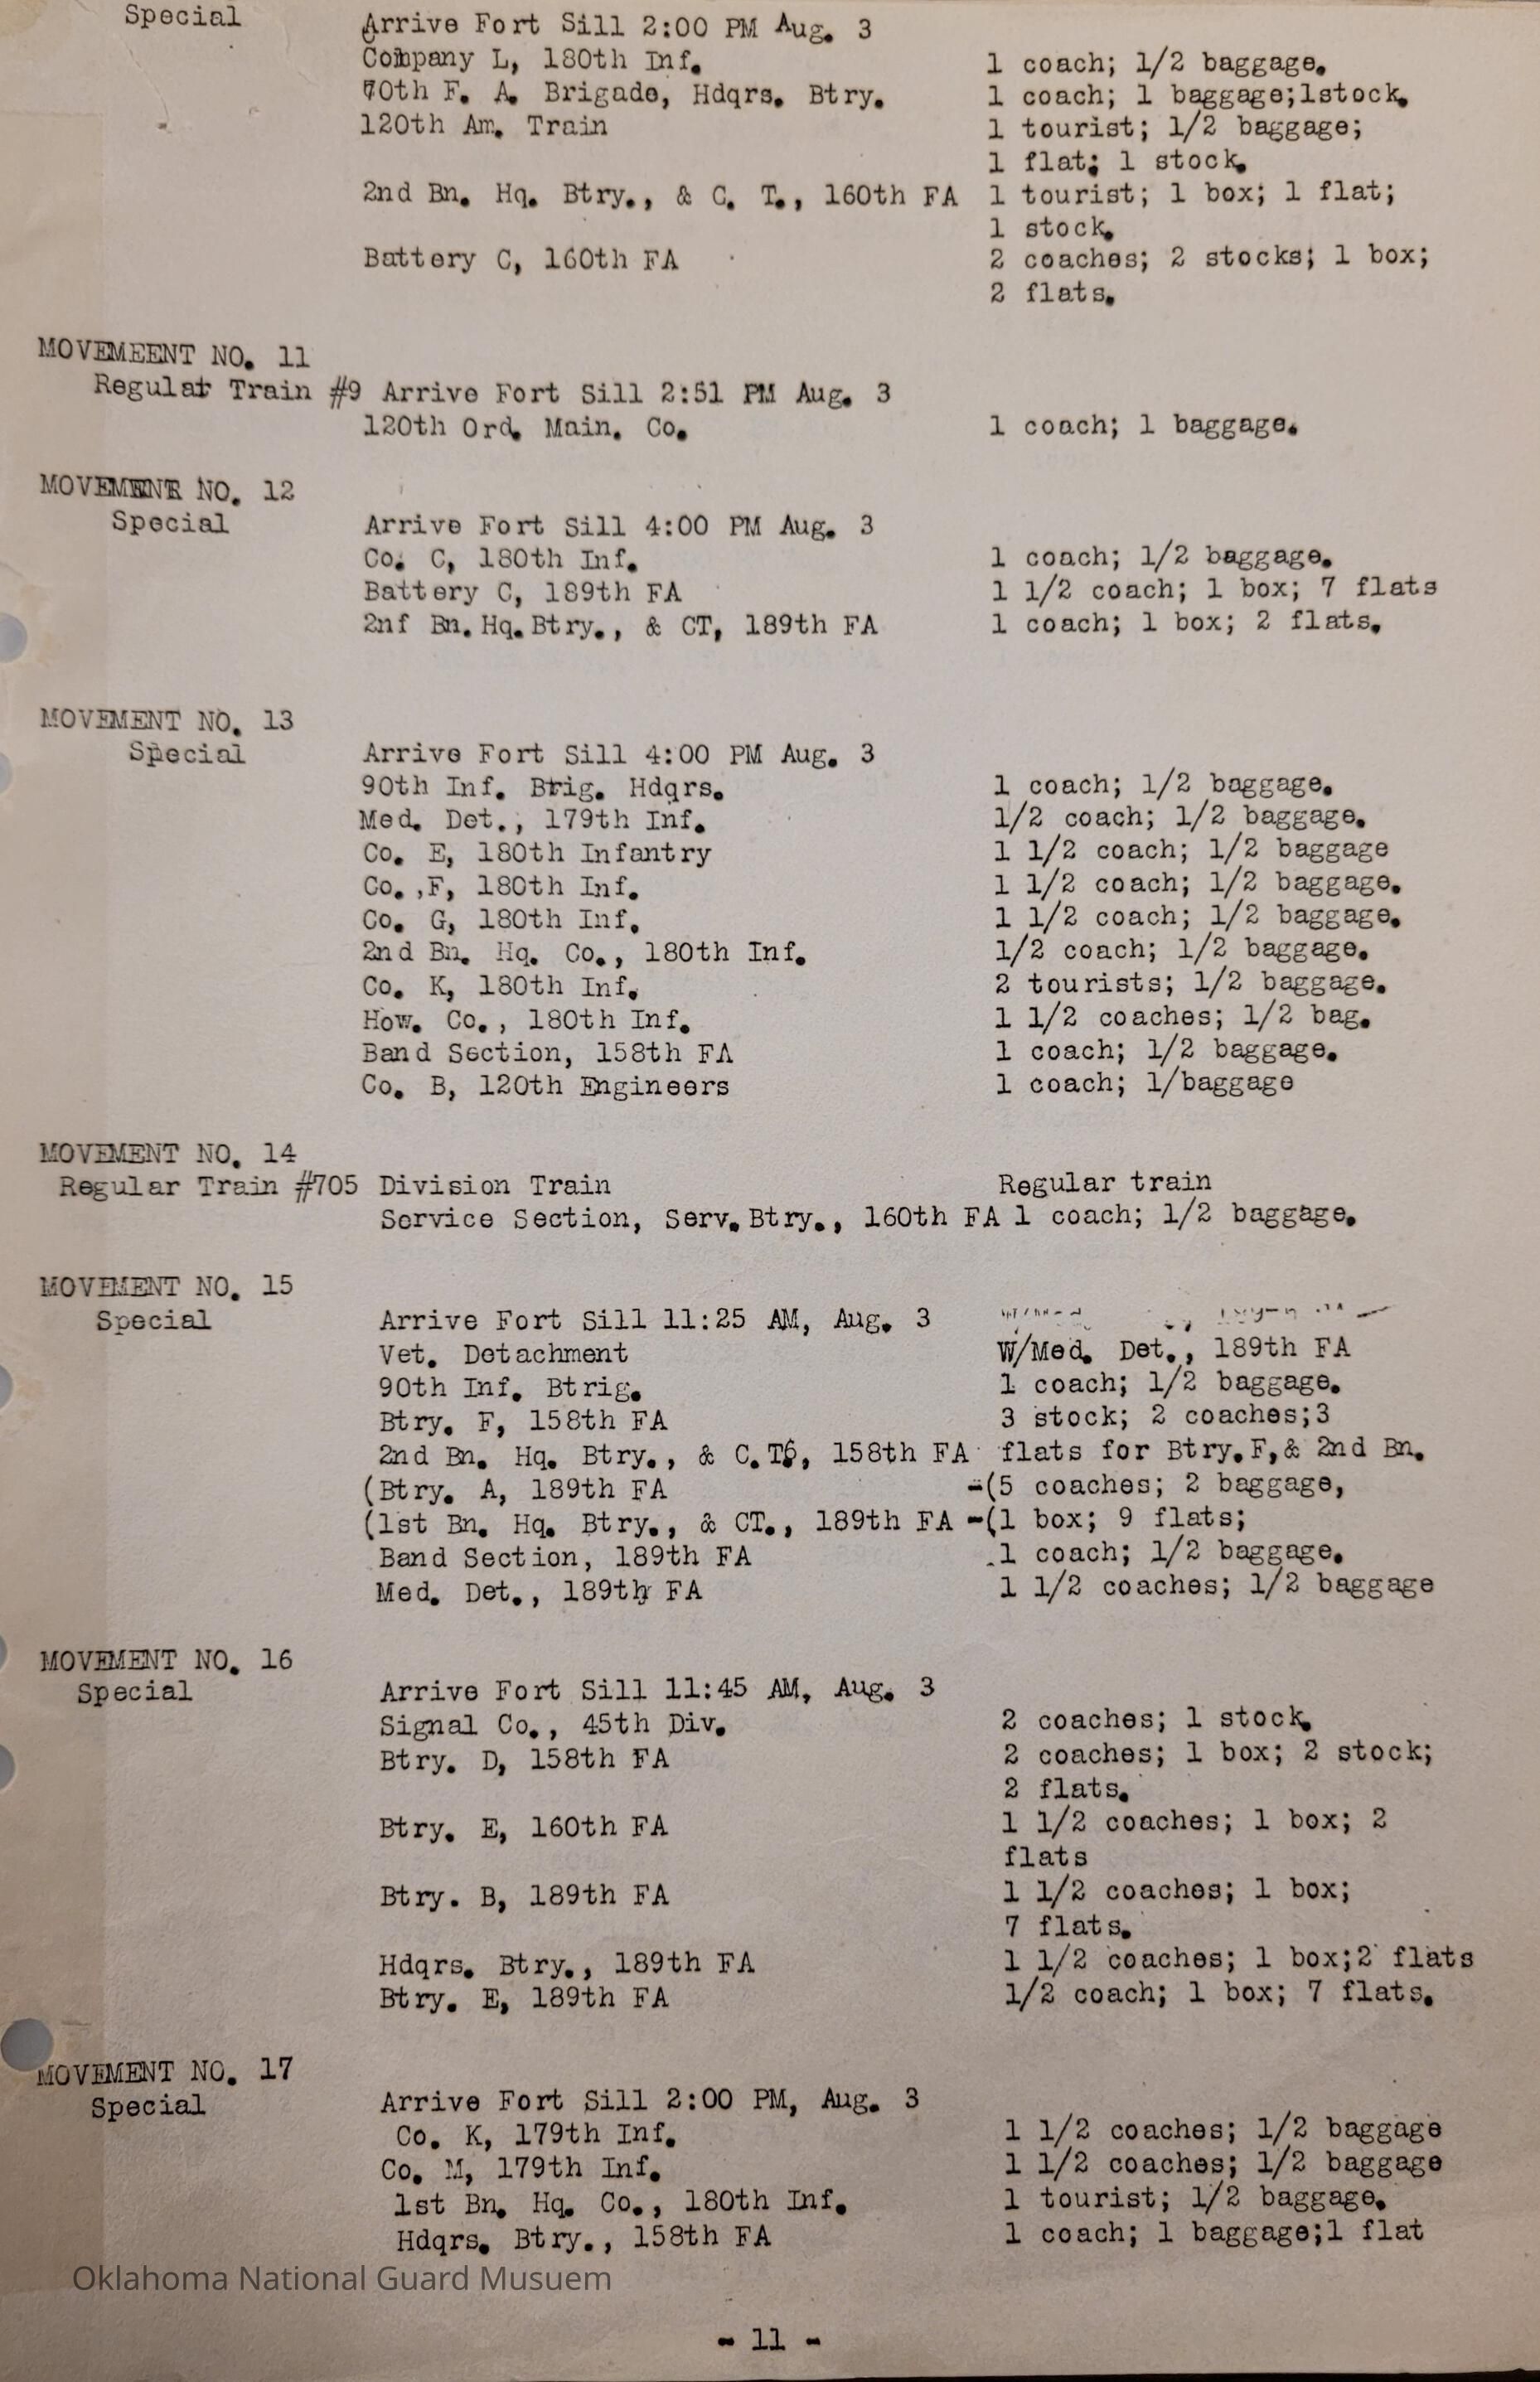 Special Arrive Fort Sill 2:00 PM Aug. 3
Company L, 180th Inf. 1 coach; 1/2 baggage.
70th F. A. Brigade, Hdqrs. Btry. 1 coach; 1 baggage;1stock.
120th Am. Train 1 tourist; 1/2 baggage;
1 flat; 1 stock.
2nd Bn. Hq. Btry., & C. T., 160th FA 1 tourist; 1 box; 1 flat;
1 stock.
Battery C, 160th FA 2 coaches; 2 stocks; 1 box;
2 flats.
MOVEMEENT NO. 11
Regular Train #9 Arrive Fort Sill 2:51 PM Aug. 3
120th Ord. Main. Co. 1 coach; 1 baggage.
MOVEMENR NO. 12
Special Arrive Fort Sill 4:00 PM Aug. 3
Co. C, 180th Inf. 1 coach; 1/2 baggage.
Battery C, 189th FA 1 1/2 coach; 1 box; 7 flats
2nf Bn. Hq. Btry., & CT, 189th FA 1 coach; 1 box; 2 flats.
MOVEMENT NO. 13
Special Arrive Fort Sill 4:00 PM Aug. 3
90th Inf. Brig. Hdqrs. 1 coach; 1/2 baggage.
Med. Det., 179th Inf. 1/2 coach; 1/2 baggage.
Co. E, 180th Infantry 1 1/2 coach; 1/2 baggage
Co. ,F, 180th Inf. 1 1/2 coach; 1/2 baggage.
Co. G, 180th Inf. 1 1/2 coach; 1/2 baggage.
2nd Bn. Hq. Co., 180th Inf. 1/2 coach; 1/2 baggage.
Co. K, 180th Inf. 2 tourists; 1/2 baggage.
How. Co., 180th Inf. 1 1/2 coaches; 1/2 bag.
Band Section, 158th FA 1 coach; 1/2 baggage.
Co. B, 120th Engineers 1 coach; 1/baggage
MOVEMENT NO. 14
Regular Train #705 Division Train Regular train
Service Section, Serv. Btry., 160th FA 1 coach; 1/2 baggage.
MOVEMENT NO. 15
Special Arrive Fort Sill 11:25 AM, Aug. 3
Vet. Detachment W/Med. Det., 189th FA
90th Inf. Btrig. 1 coach; 1/2 baggage.
Btry. F, 158th FA 3 stock; 2 coaches;3
2nd Bn. Hq. Btry., & C.T., 158th FA flats for Btry.F,& 2nd Bn.
(Btry. A, 189th FA -(5 coaches; 2 baggage,
(1st Bn. Hq. Btry., & CT., 189th FA -(1 box; 9 flats;
Band Section, 189th FA 1 coach; 1/2 baggage.
Med. Det., 189th FA 1 1/2 coaches; 1/2 baggage
MOVEMENT NO. 16
Special Arrive Fort Sill 11:45 AM, Aug. 3
Signal Co., 45th Div. 2 coaches; 1 stock.
Btry. D, 158th FA 2 coaches; 1 box; 2 stock;
2 flats.
Btry. E, 160th FA 1 1/2 coaches; 1 box; 2
flats
Btry. B, 189th FA 1 1/2 coaches; 1 box;
7 flats.
Hdqrs. Btry., 189th FA 1 1/2 coaches; 1 box;2 flats
Btry. E, 189th FA 1/2 coach; 1 box; 7 flats.
MOVEMENT NO. 17
Special Arrive Fort Sill 2:00 PM, Aug. 3
Co. K, 179th Inf. 1 1/2 coaches; 1/2 baggage
Co. M, 179th Inf. 1 1/2 coaches; 1/2 baggage
1st Bn. Hq. Co., 180th Inf. 1 tourist; 1/2 baggage.
Hdqrs. Btry., 158th FA 1 coach; 1 baggage;1 flat
Oklahoma National Guard Musuem
- 11 -